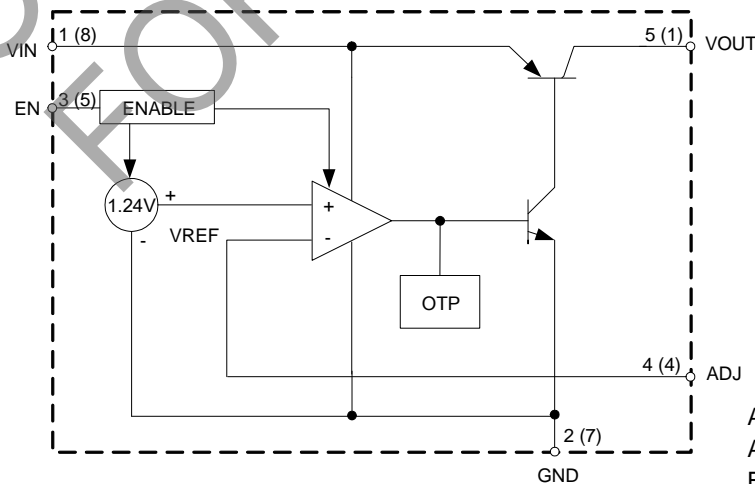 1 (8)
5 (1)
VIN
VOUT
3 (5)
EN
ENABLE
1.24V
+
-
VREF
+
-
OTP
4 (4)
ADJ
2 (7)
GND
FOR
A
A